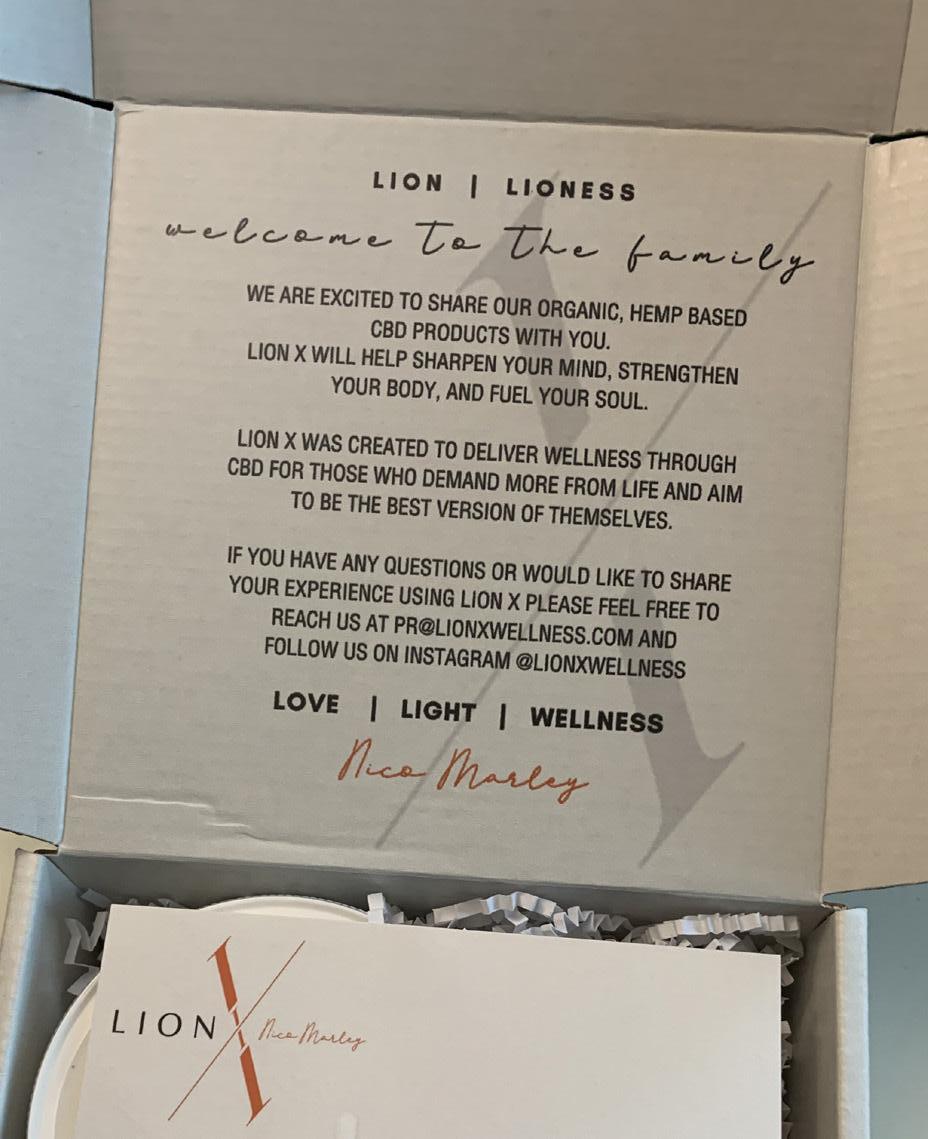 LION | LIONESS
welcome to the family
WE ARE EXCITED TO SHARE OUR ORGANIC, HEMP BASED
CBD PRODUCTS WITH YOU.
LION X WILL HELP SHARPEN YOUR MIND, STRENGTHEN
YOUR BODY, AND FUEL YOUR SOUL.
LION X WAS CREATED TO DELIVER WELLNESS THROUGH
CBD FOR THOSE WHO DEMAND MORE FROM LIFE AND AIM
TO BE THE BEST VERSION OF THEMSELVES.
IF YOU HAVE ANY QUESTIONS OR WOULD LIKE TO SHARE
YOUR EXPERIENCE USING LION X PLEASE FEEL FREE TO
REACH US AT PR@LIONXWELLNESS.COM AND
FOLLOW US ON INSTAGRAM @LIONXWELLNESS
LOVE | LIGHT | WELLNESS
Nico Marley
LION X Nico Marley